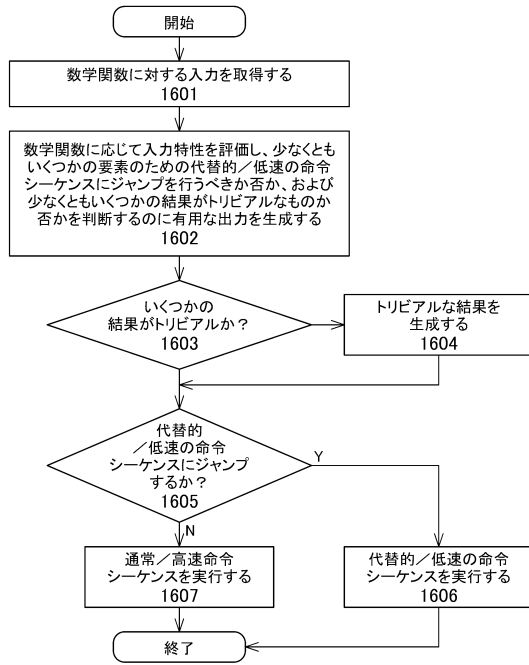 開始
数学関数に対する入力を取得する
1601
数学関数に応じて入力特性を評価し、少なくとも
いくつかの要素のための代替的／低速の命令
シーケンスにジャンプを行うべきか否か、および
少なくともいくつかの結果がトリビアルなものか
否かを判断するのに有用な出力を生成する
1602
いくつかの
結果がトリビアルか？
1603
トリビアルな結果を
生成する
1604
代替的
／低速の命令
シーケンスにジャンプ
するか？
1605
Y
N
通常／高速命令
シーケンスを実行する
1607
代替的／低速の命令
シーケンスを実行する
1606
終了